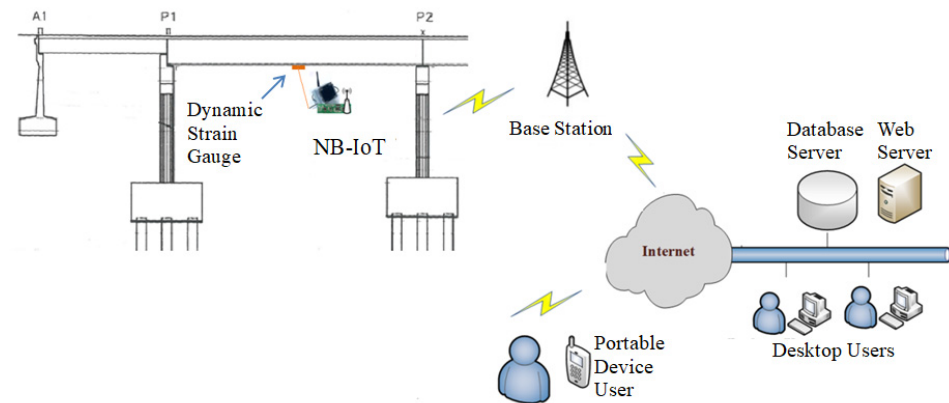 A1
P1
P2
Dynamic
Strain
Gauge
NB-IoT
Base Station
Database
Server
Web
Server
Internet
Portable
Device
User
Desktop Users